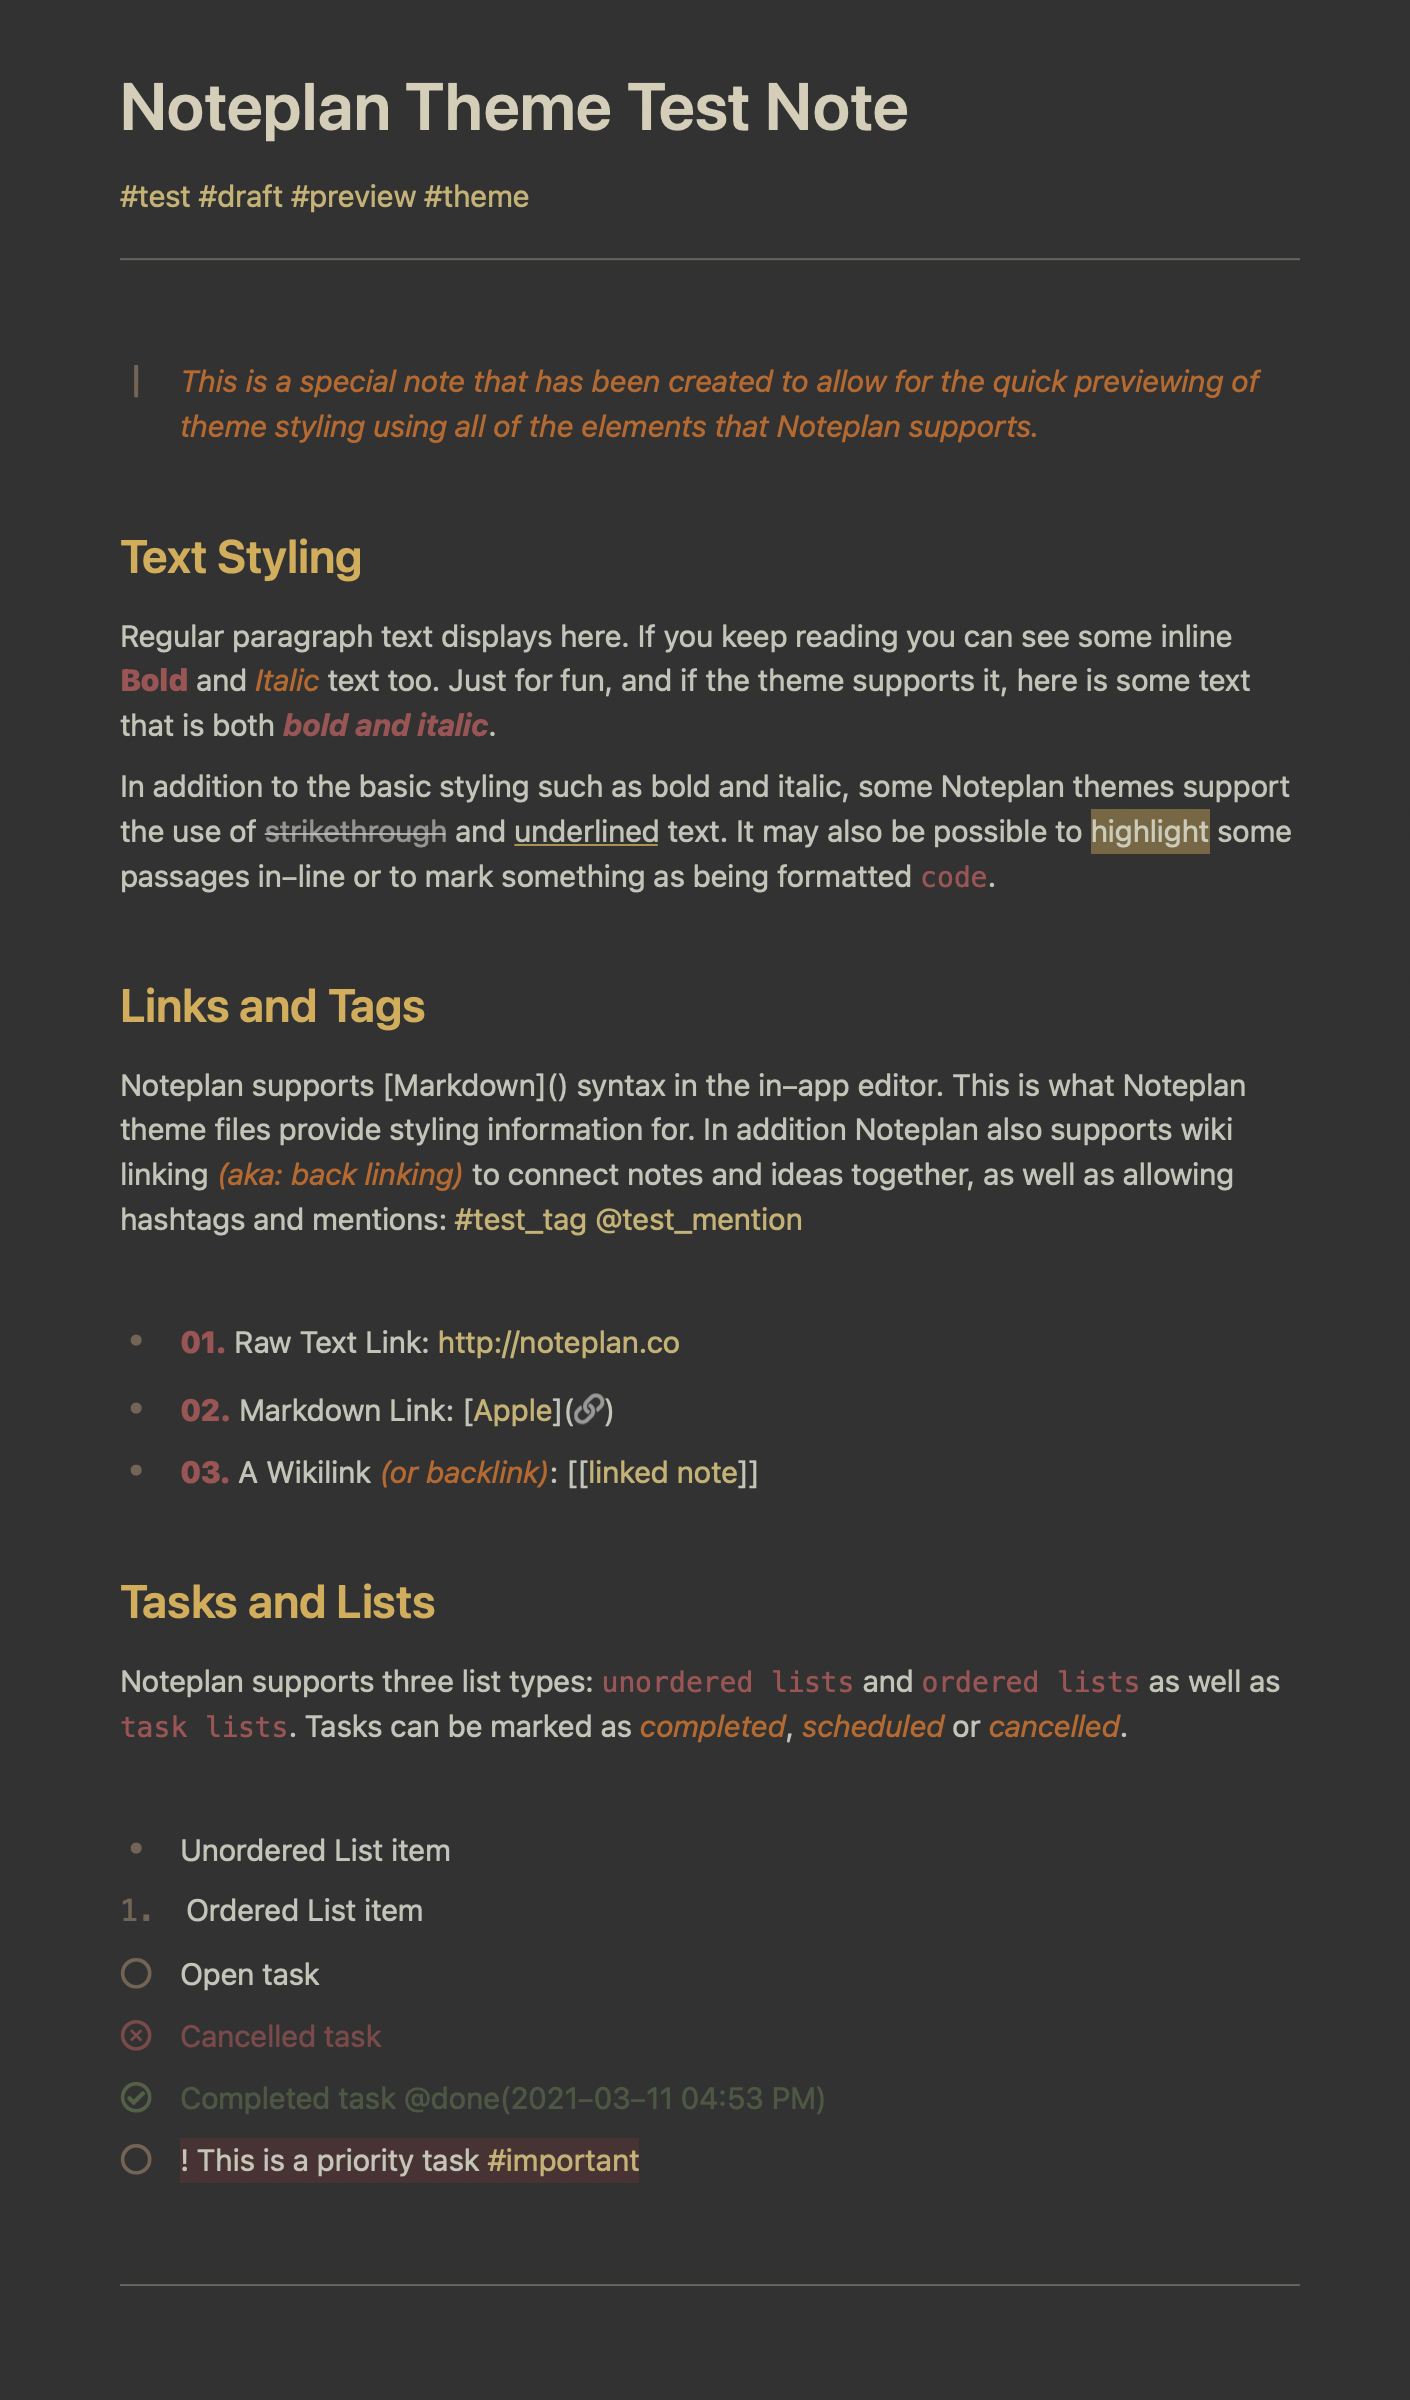 Noteplan Theme Test Note
#test #draft #preview #theme
This is a special note that has been created to allow for the quick previewing of
theme styling using all of the elements that Noteplan supports.
Text Styling
Regular paragraph text displays here. If you keep reading you can see some inline
Bold and Italic text too. Just for fun, and if the theme supports it, here is some text
that is both bold and italic.
In addition to the basic styling such as bold and italic, some Noteplan themes support
the use of strikethrough and underlined text. It may also be possible to highlight some
passages in–line or to mark something as being formatted code.
Links and Tags
Noteplan supports [Markdown]() syntax in the in–app editor. This is what Noteplan
theme files provide styling information for. In addition Noteplan also supports wiki
linking (aka: back linking) to connect notes and ideas together, as well as allowing
hashtags and mentions: #test_tag @test_mention
• 01. Raw Text Link: http://noteplan.co
• 02. Markdown Link: [Apple](🔗)
• 03. A Wikilink (or backlink): [[linked note]]
Tasks and Lists
Noteplan supports three list types: unordered lists and ordered lists as well as
task lists. Tasks can be marked as completed, scheduled or cancelled.
• Unordered List item
1. Ordered List item
Open task
Cancelled task
Completed task @done(2021–03–11 04:53 PM)
! This is a priority task #important